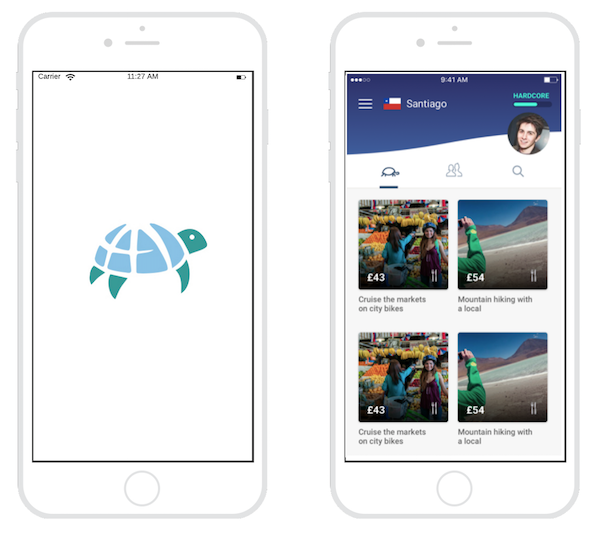 Carrier
11:27 AM
9:41 AM
Santiago
HARDCORE
£43
£54
Cruise the markets
on city bikes
Mountain hiking with
a local
£43
£54
Cruise the markets
on city bikes
Mountain hiking with
a local